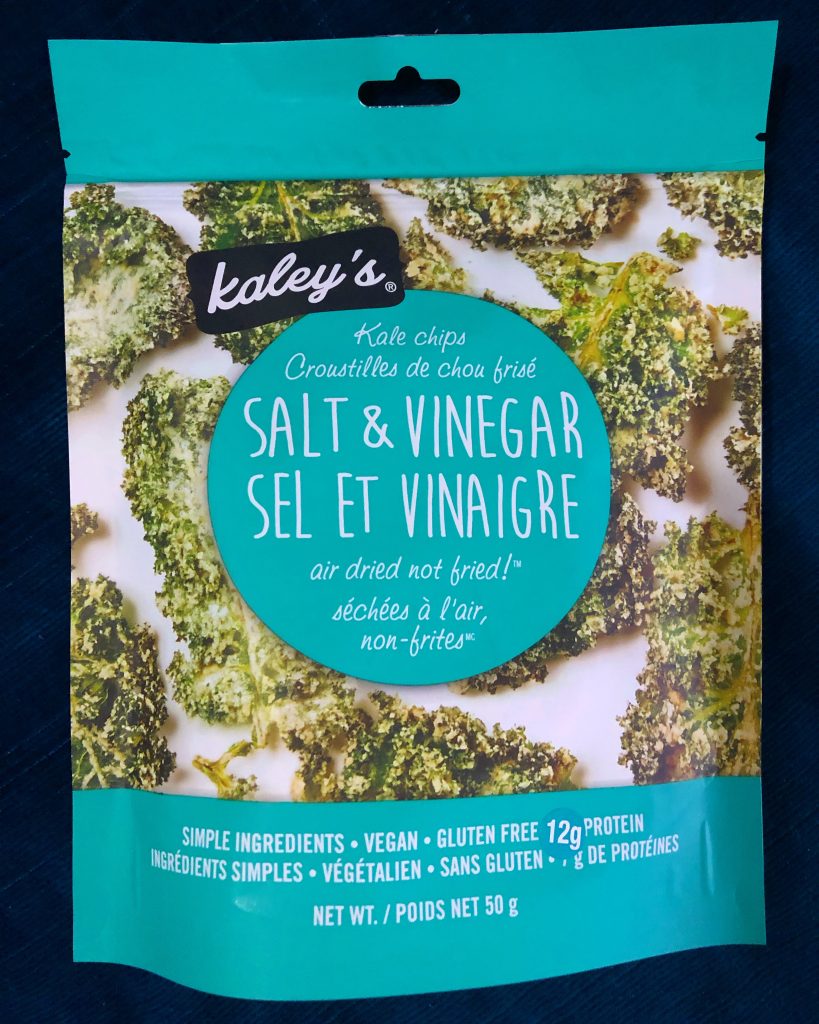 kaley's®
Kale chips
Croustilles de chou frisé
SALT & VINEGAR
SEL ET VINAIGRE
air dried not fried!™
séchées à l'air,
non-frites MC
SIMPLE INGREDIENTS • VEGAN • GLUTEN FREE 12g PROTEIN
INGRÉDIENTS SIMPLES • VÉGÉTALIEN • SANS GLUTEN • g DE PROTÉINES
NET WT. / POIDS NET 50 g